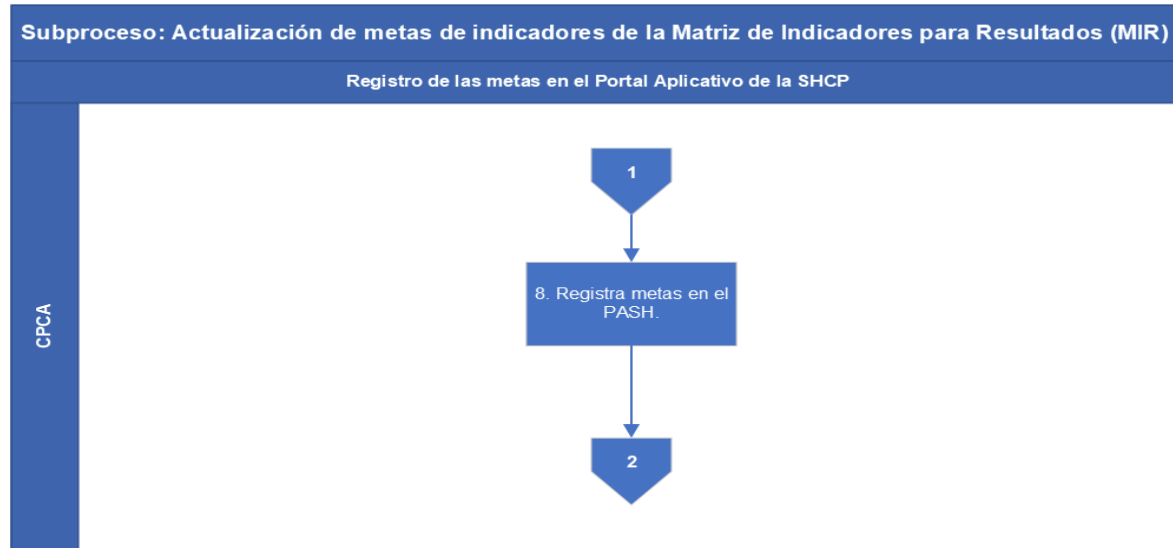 Subproceso: Actualización de metas de indicadores de la Matriz de Indicadores para Resultados (MIR)
Registro de las metas en el Portal Aplicativo de la SHCP
CPCA
1
8. Registra metas en el
PASH.
2